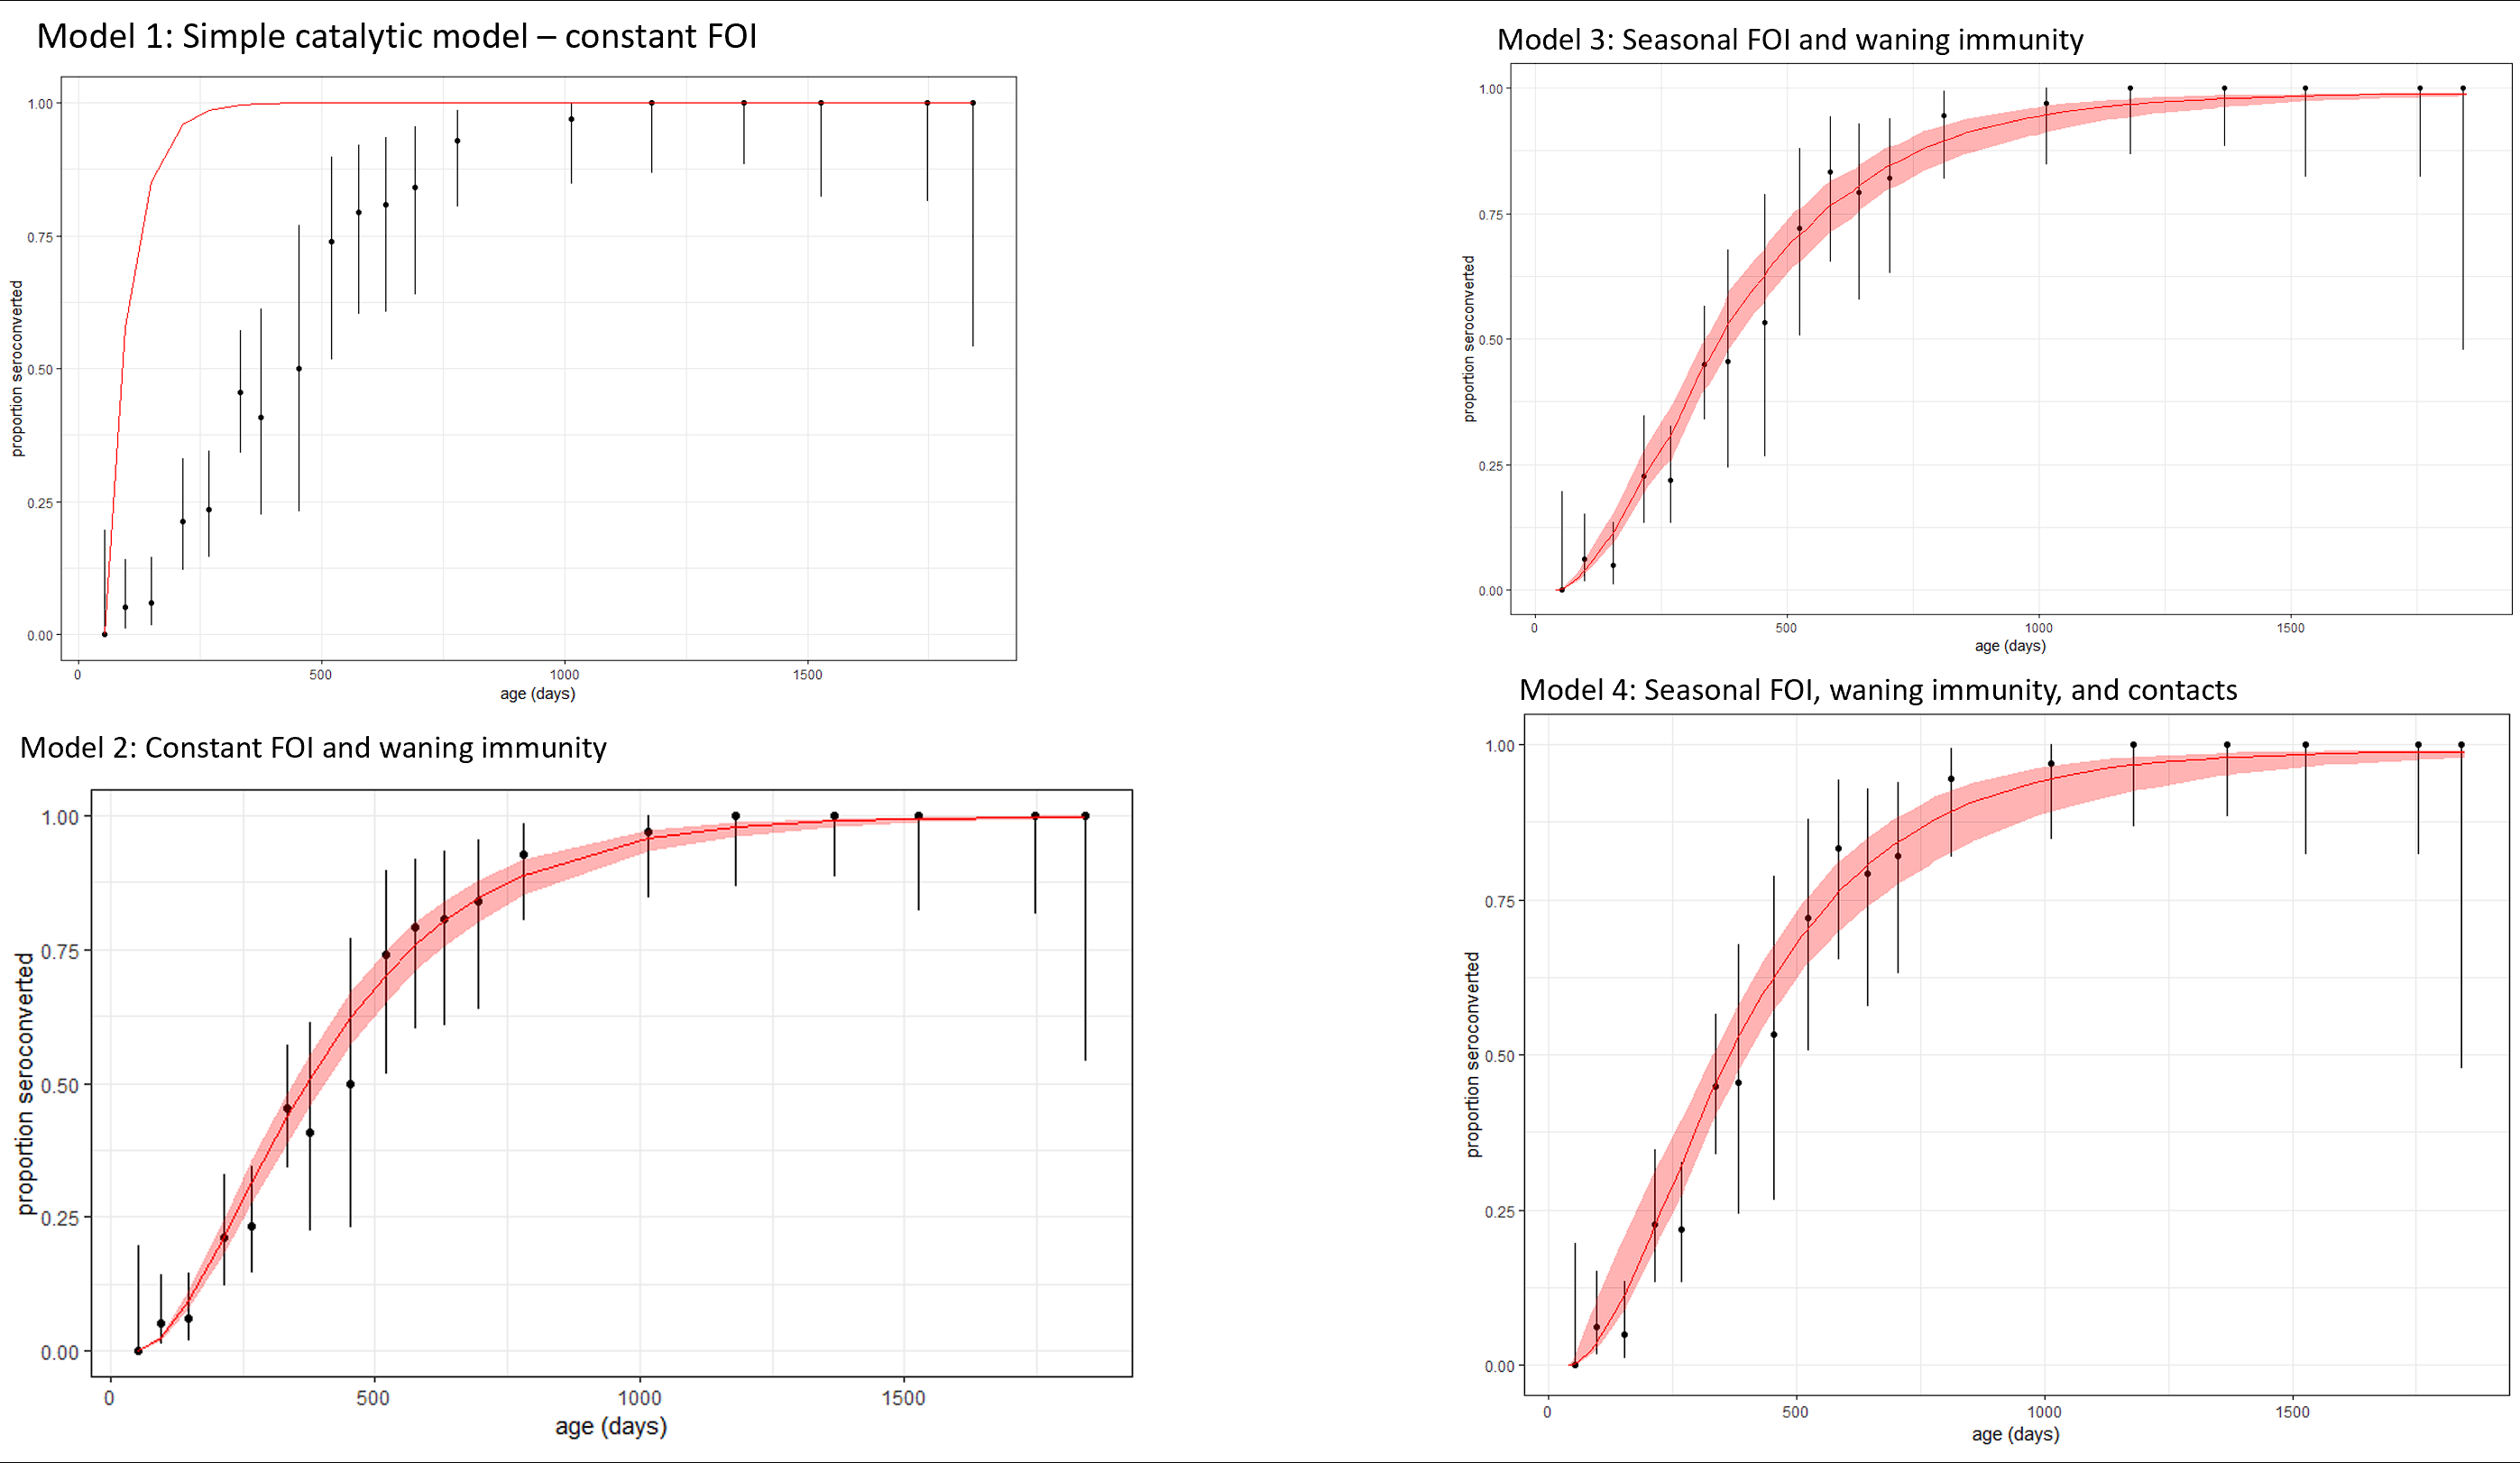 Model 1: Simple catalytic model – constant FOI
proportion seroconverted
1.00
0.75
0.50
0.25
0.00
0 500 1000 1500
age (days)
Model 2: Constant FOI and waning immunity
proportion seroconverted
1.00
0.75
0.50
0.25
0.00
0 500 1000 1500
age (days)
Model 3: Seasonal FOI and waning immunity
proportion seroconverted
1.00
0.75
0.50
0.25
0.00
0 500 1000 1500
age (days)
Model 4: Seasonal FOI, waning immunity, and contacts
proportion seroconverted
1.00
0.75
0.50
0.25
0.00
0 500 1000 1500
age (days)